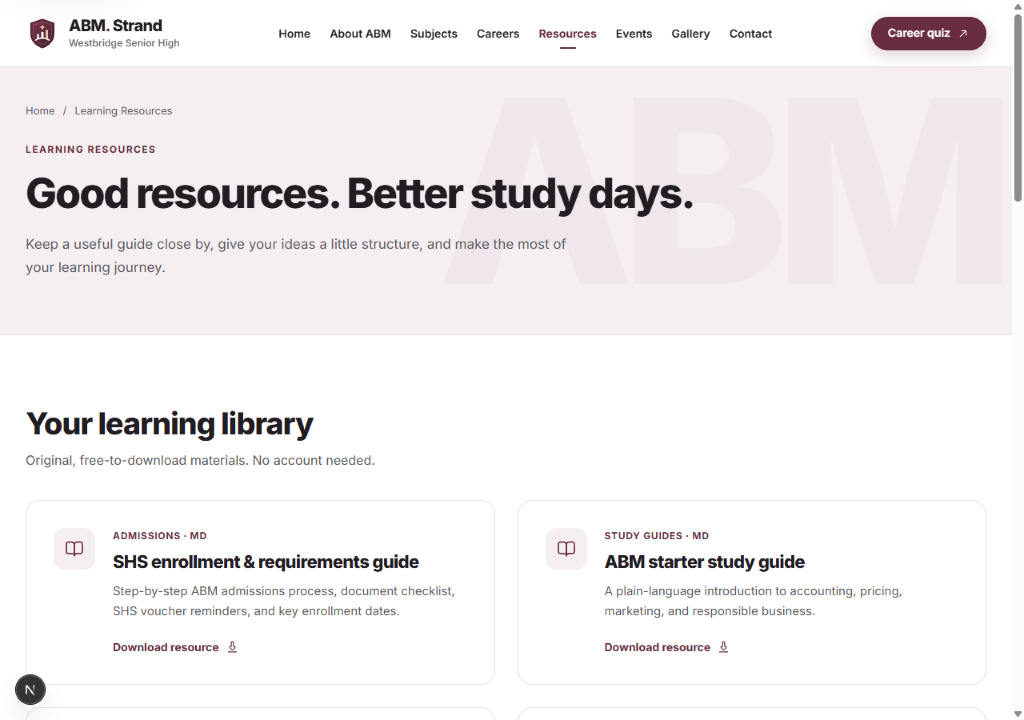 ABM. Strand
Westbridge Senior High
Home
About ABM
Subjects
Careers
Resources
Events
Gallery
Contact
Career quiz
ABM
Home / Learning Resources
LEARNING RESOURCES
Good resources. Better study days.
Keep a useful guide close by, give your ideas a little structure, and make the most of
your learning journey.
Your learning library
Original, free-to-download materials. No account needed.
ADMISSIONS · MD
SHS enrollment & requirements guide
Step-by-step ABM admissions process, document checklist,
SHS voucher reminders, and key enrollment dates.
Download resource
STUDY GUIDES · MD
ABM starter study guide
A plain-language introduction to accounting, pricing,
marketing, and responsible business.
Download resource
N